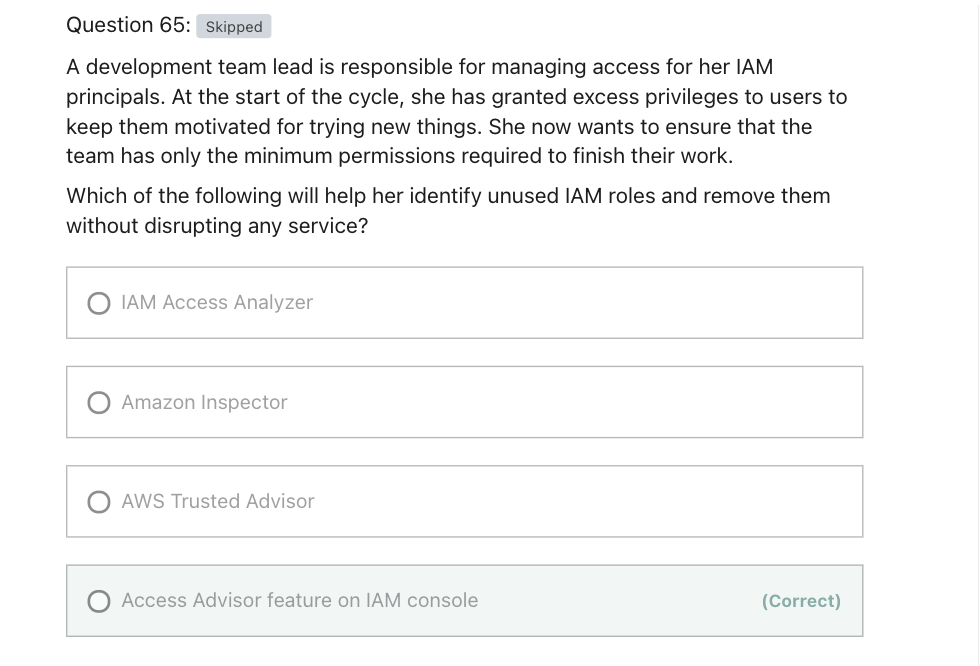 Question 65: Skipped
A development team lead is responsible for managing access for her IAM
principals. At the start of the cycle, she has granted excess privileges to users to
keep them motivated for trying new things. She now wants to ensure that the
team has only the minimum permissions required to finish their work.
Which of the following will help her identify unused IAM roles and remove them
without disrupting any service?
IAM Access Analyzer
Amazon Inspector
AWS Trusted Advisor
Access Advisor feature on IAM console (Correct)